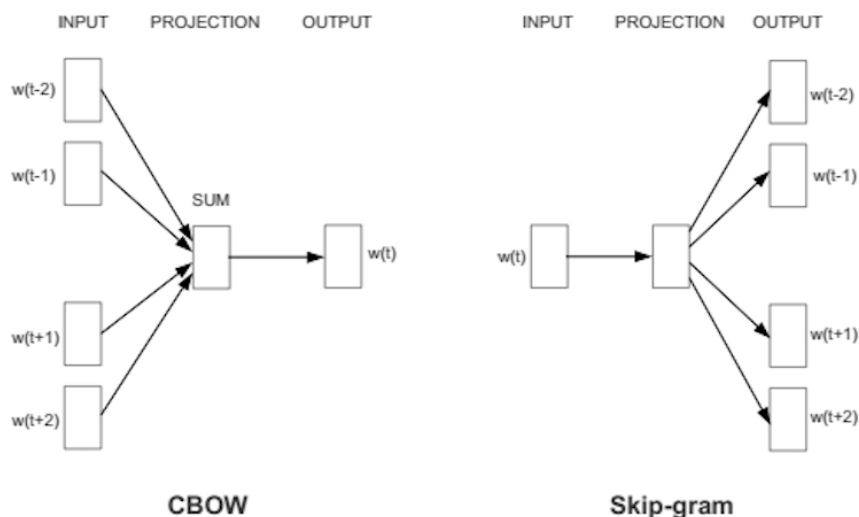 INPUT PROJECTION OUTPUT
w(t-2)
w(t-1)
SUM
w(t)
w(t+1)
w(t+2)
CBOW
INPUT PROJECTION OUTPUT
w(t-2)
w(t-1)
w(t)
w(t+1)
w(t+2)
Skip-gram